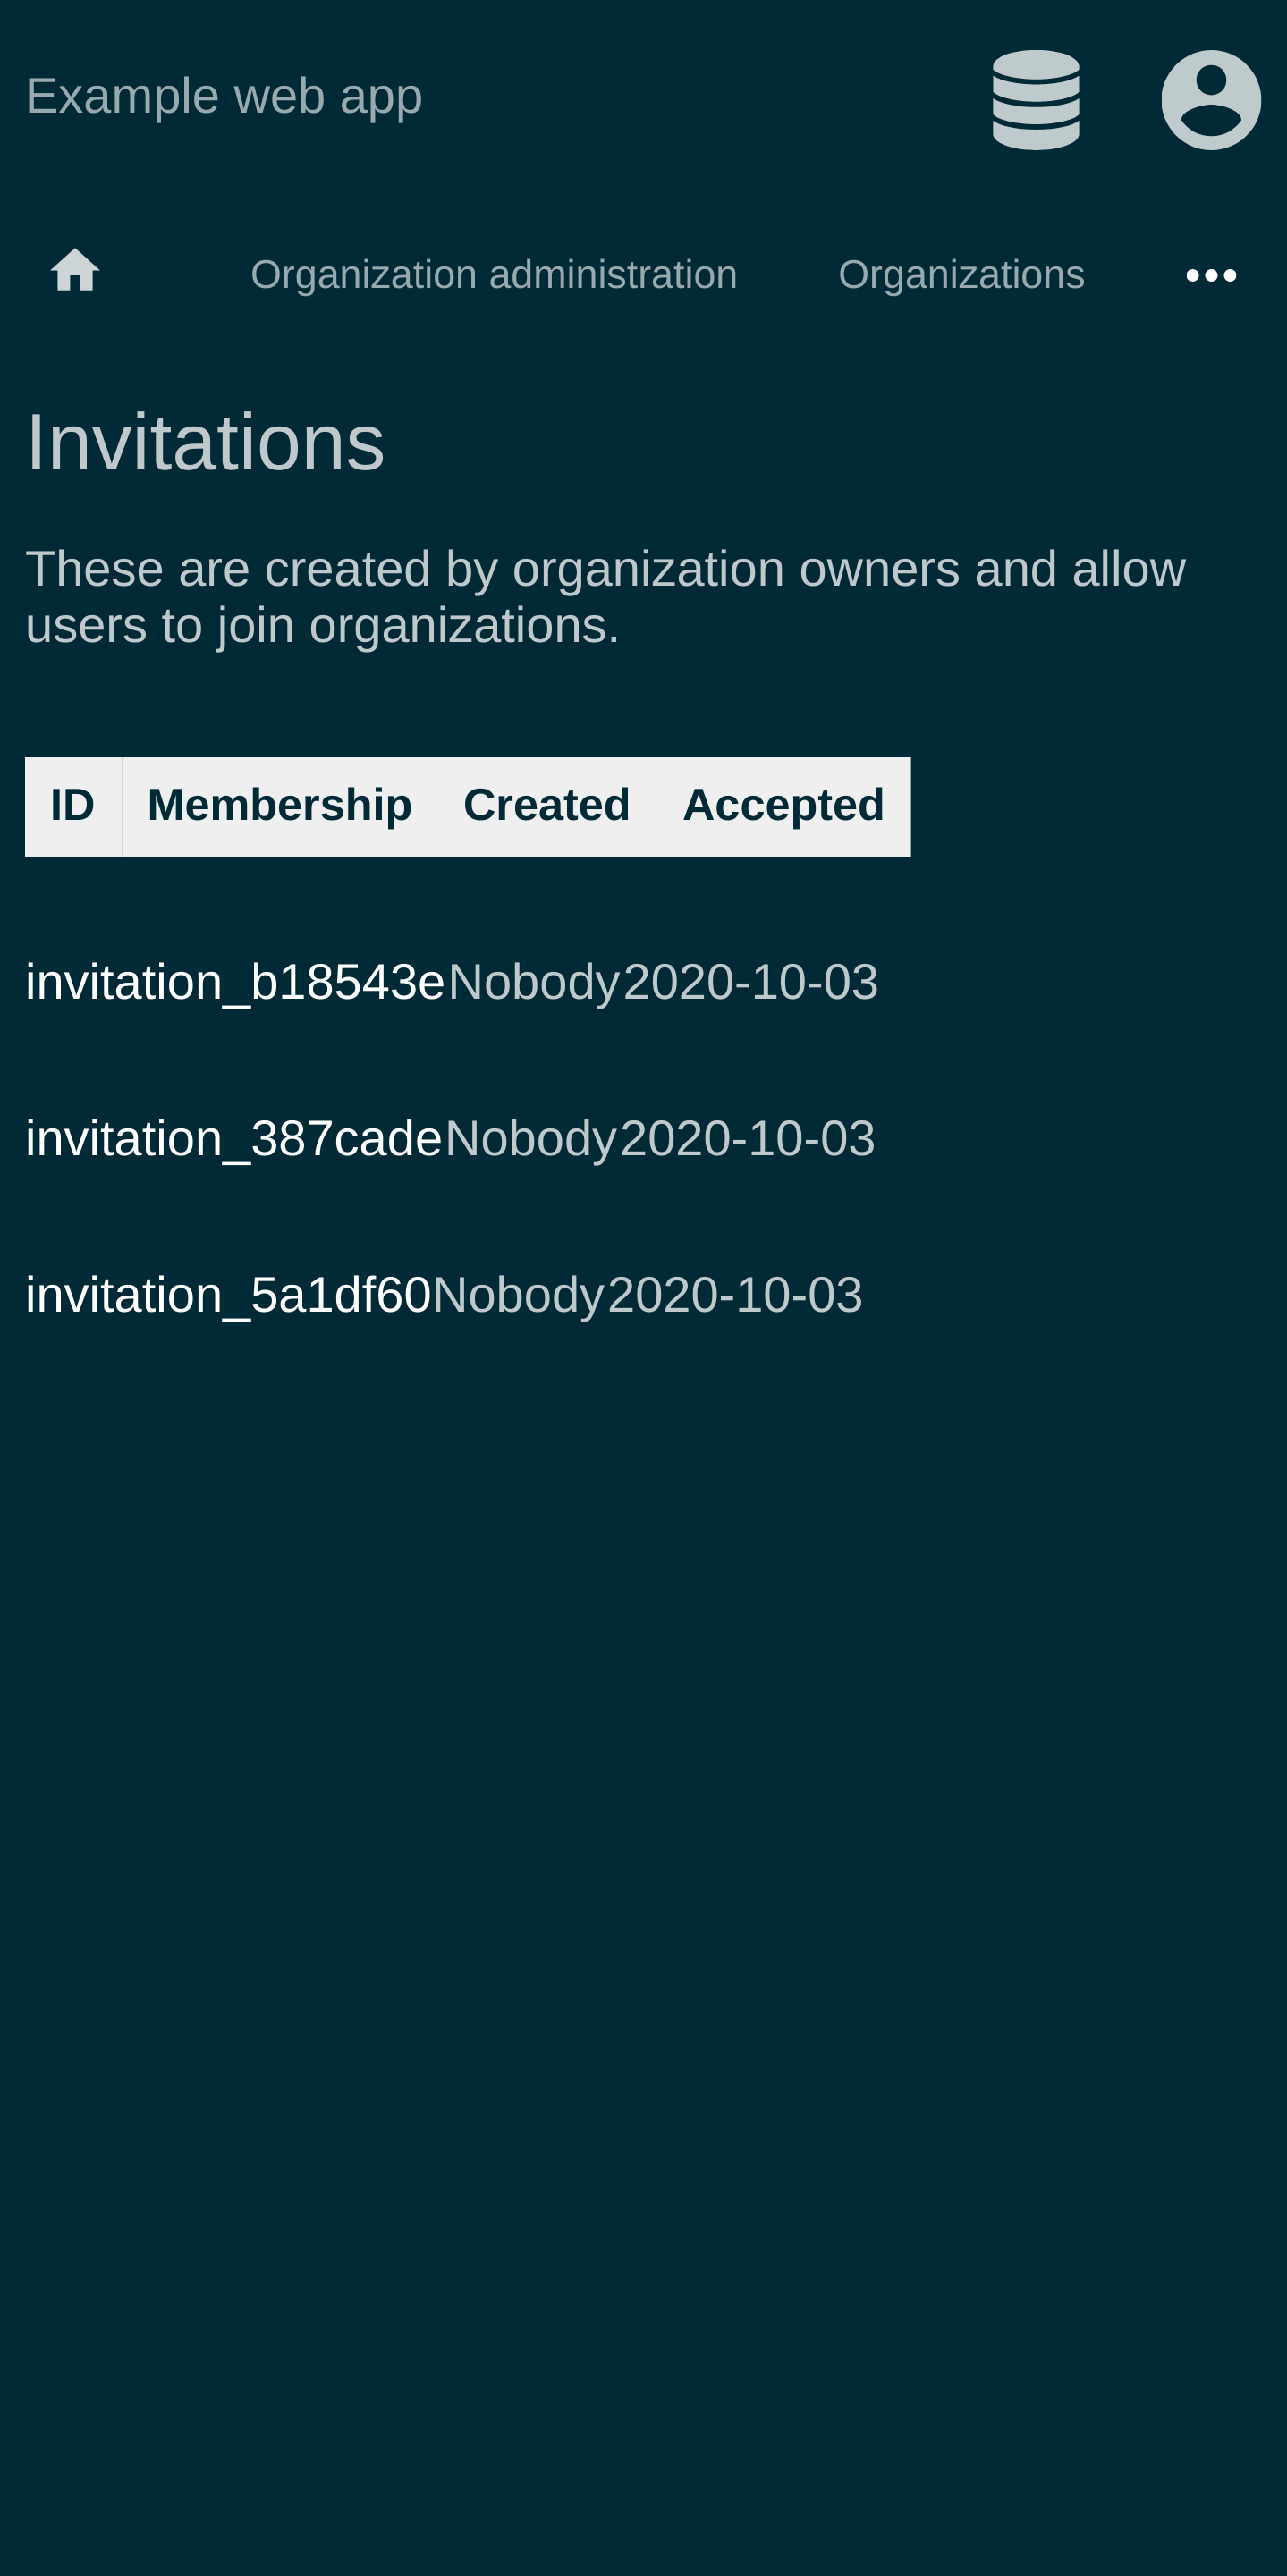 Example web app
Organization administration Organizations
Invitations
These are created by organization owners and allow
users to join organizations.
ID Membership Created Accepted
invitation_b18543e Nobody 2020-10-03
invitation_387cade Nobody 2020-10-03
invitation_5a1df60 Nobody 2020-10-03